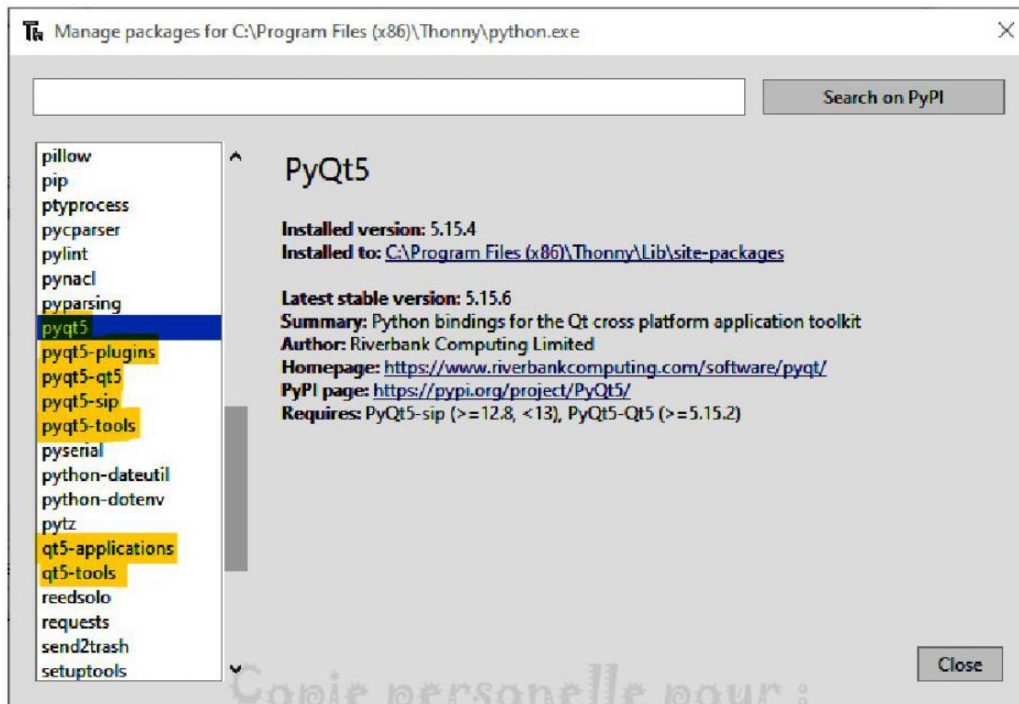 Manage packages for C:\Program Files (x86)\Thonny\python.exe
Search on PyPI
pillow
pip
ptyprocess
pycparser
pylint
pynacl
pyparsing
pyqt5
pyqt5-plugins
pyqt5-qt5
pyqt5-sip
pyqt5-tools
pyserial
python-dateutil
python-dotenv
pytz
qt5-applications
qt5-tools
reedsolo
requests
send2trash
setuptools
PyQt5
Installed version: 5.15.4
Installed to: C:\Program Files (x86)\Thonny\Lib\site-packages
Latest stable version: 5.15.6
Summary: Python bindings for the Qt cross platform application toolkit
Author: Riverbank Computing Limited
Homepage: https://www.riverbankcomputing.com/software/pyqt/
PyPI page: https://pypi.org/project/PyQt5/
Requires: PyQt5-sip (>=12.8, <13), PyQt5-Qt5 (>=5.15.2)
Close
Copie personelle pour :